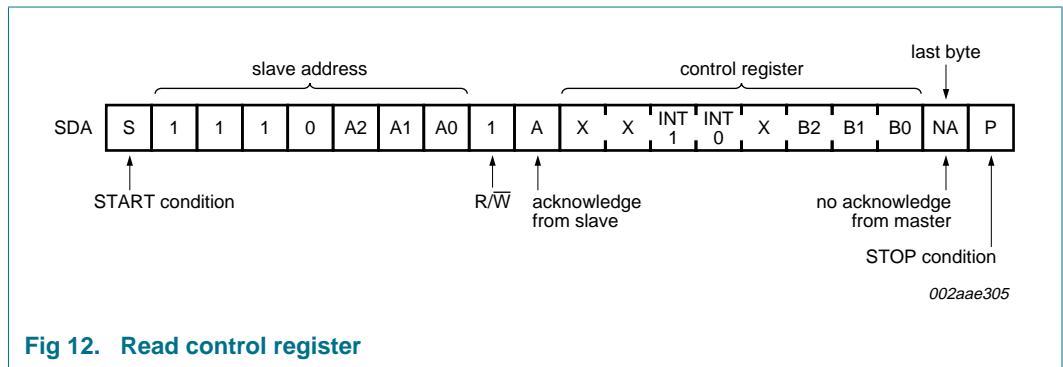 last byte
slave address control register
SDA S 1 1 1 0 A2 A1 A0 1 A X X INT 1 INT 0 X B2 B1 B0 NA P
START condition R/W̅ acknowledge from slave no acknowledge from master
STOP condition
002aae305
Fig 12. Read control register